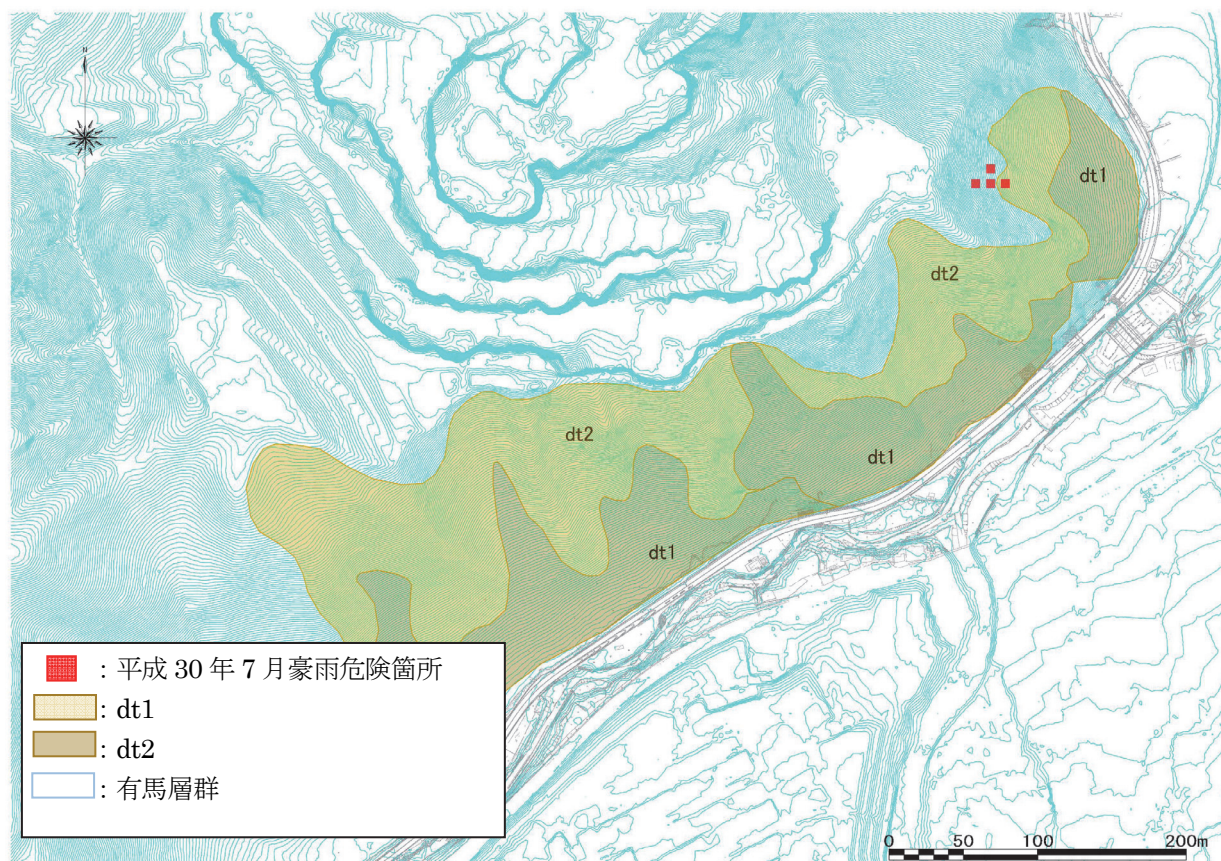 N
dt1
dt2
dt2
dt1
dt1
: 平成 30 年 7 月豪雨危険箇所
: dt1
: dt2
: 有馬層群
0 50 100 200m